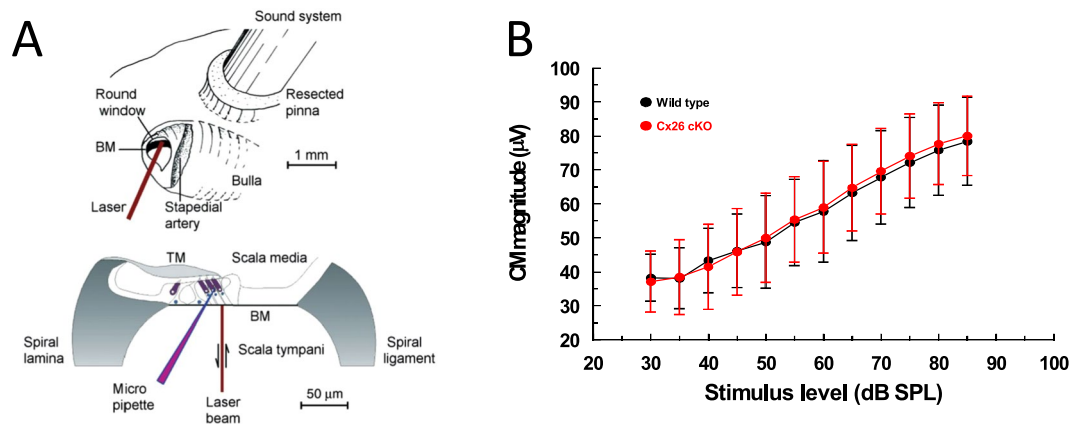 A
Sound system
Round
window
Resected
pinna
BM
1 mm
Bulla
Laser
Stapedial
artery
TM
Scala media
BM
Spiral
lamina
Scala tympani
Spiral
ligament
Micro
pipette
Laser
beam
50 μm
B
100
90
80
70
60
50
40
30
20
CM magnitude (μV)
Wild type
Cx26 cKO
20 30 40 50 60 70 80 90 100
Stimulus level (dB SPL)